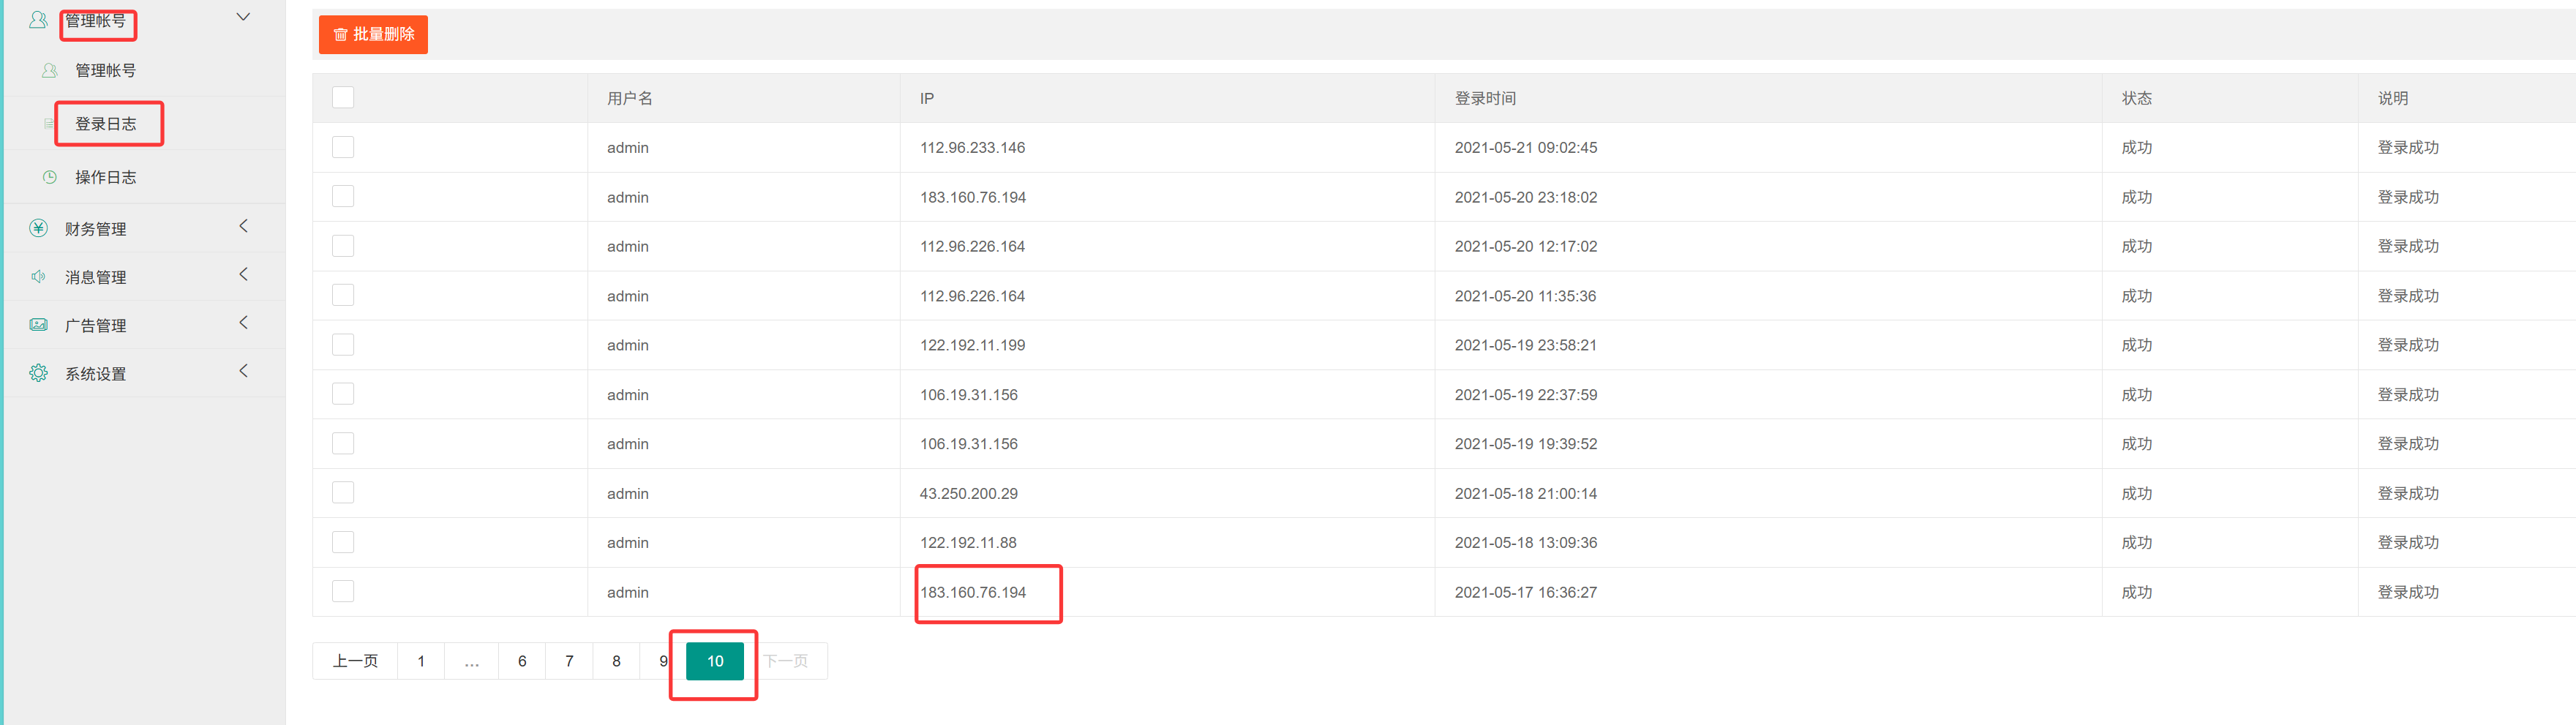 管理帐号
管理帐号
登录日志
操作日志
财务管理
消息管理
广告管理
系统设置
批量删除
用户名 IP 登录时间 状态 说明
admin 112.96.233.146 2021-05-21 09:02:45 成功 登录成功
admin 183.160.76.194 2021-05-20 23:18:02 成功 登录成功
admin 112.96.226.164 2021-05-20 12:17:02 成功 登录成功
admin 112.96.226.164 2021-05-20 11:35:36 成功 登录成功
admin 122.192.11.199 2021-05-19 23:58:21 成功 登录成功
admin 106.19.31.156 2021-05-19 22:37:59 成功 登录成功
admin 106.19.31.156 2021-05-19 19:39:52 成功 登录成功
admin 43.250.200.29 2021-05-18 21:00:14 成功 登录成功
admin 122.192.11.88 2021-05-18 13:09:36 成功 登录成功
admin 183.160.76.194 2021-05-17 16:36:27 成功 登录成功
上一页 1 … 6 7 8 9 10 下一页